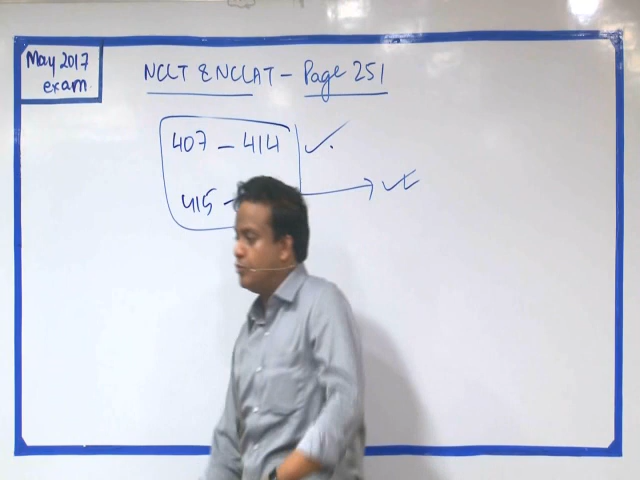 May 2017
exam
NCLT & NCLAT - Page 251
407 - 414 ✓
415 -